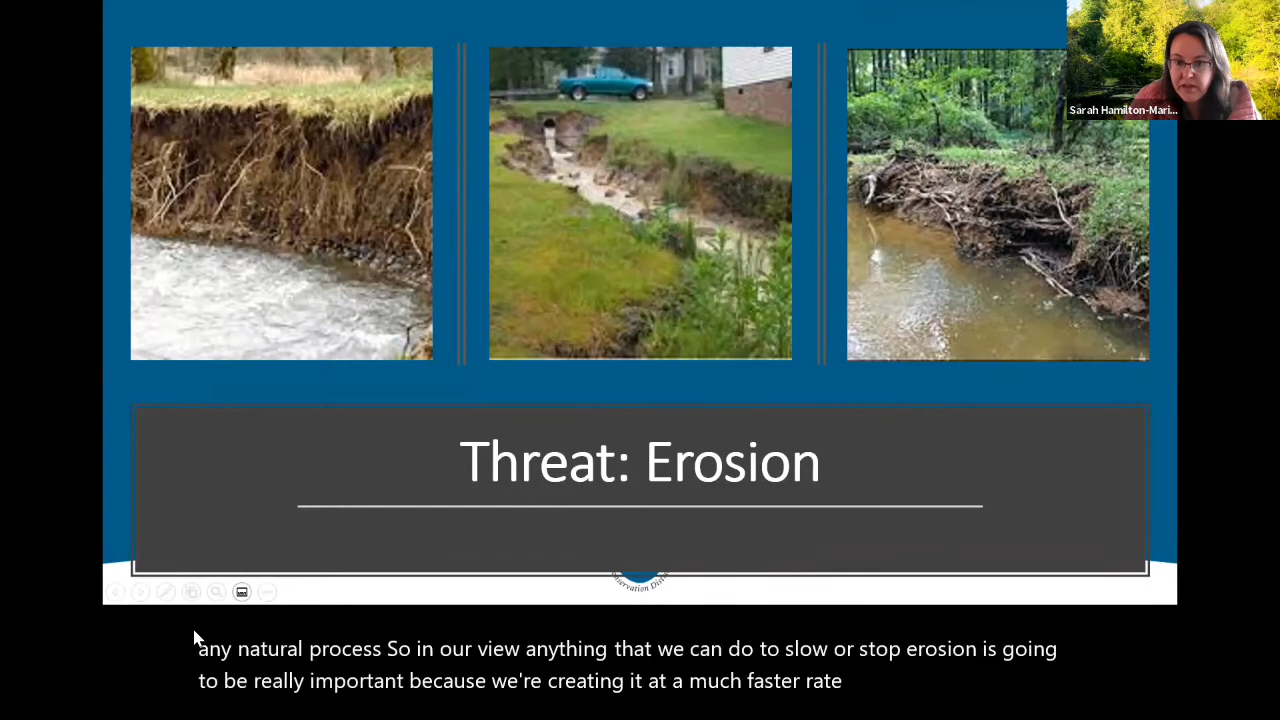 Sarah Hamilton-Mari...
Threat: Erosion
any natural process So in our view anything that we can do to slow or stop erosion is going
to be really important because we're creating it at a much faster rate